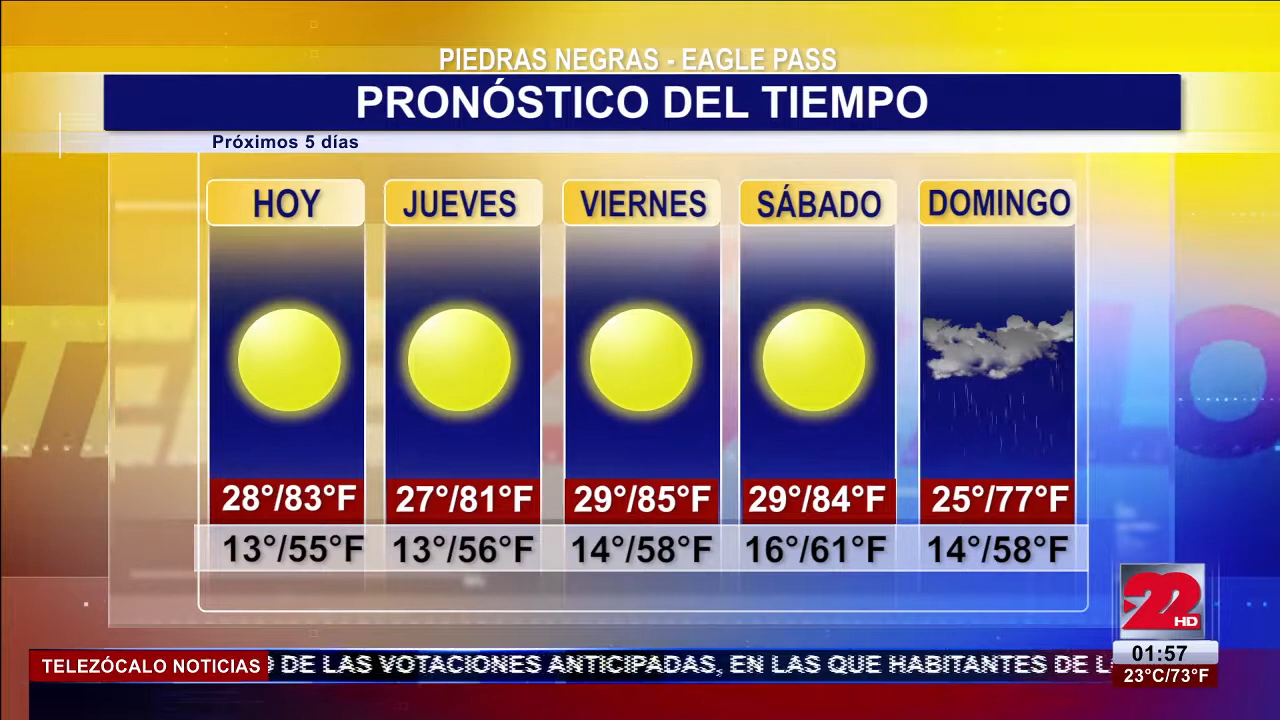 PIEDRAS NEGRAS - EAGLE PASS
PRONÓSTICO DEL TIEMPO
Próximos 5 días
HOY JUEVES VIERNES SÁBADO DOMINGO
28°/83°F 27°/81°F 29°/85°F 29°/84°F 25°/77°F
13°/55°F 13°/56°F 14°/58°F 16°/61°F 14°/58°F
22
HD
01:57
TELEZÓCALO NOTICIAS DE LAS VOTACIONES ANTICIPADAS, EN LAS QUE HABITANTES DE
23°C/73°F